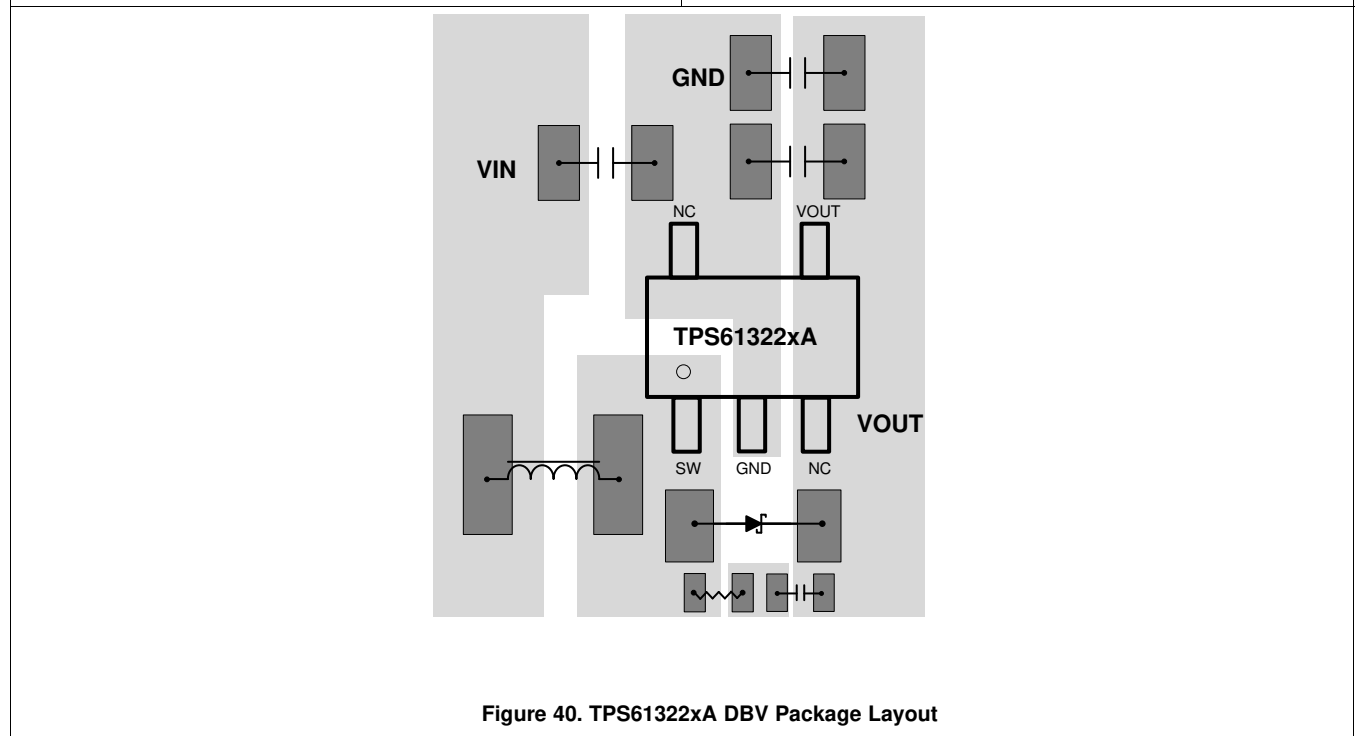 GND
VIN
NC VOUT
TPS61322xA
VOUT
SW GND NC
Figure 40. TPS61322xA DBV Package Layout